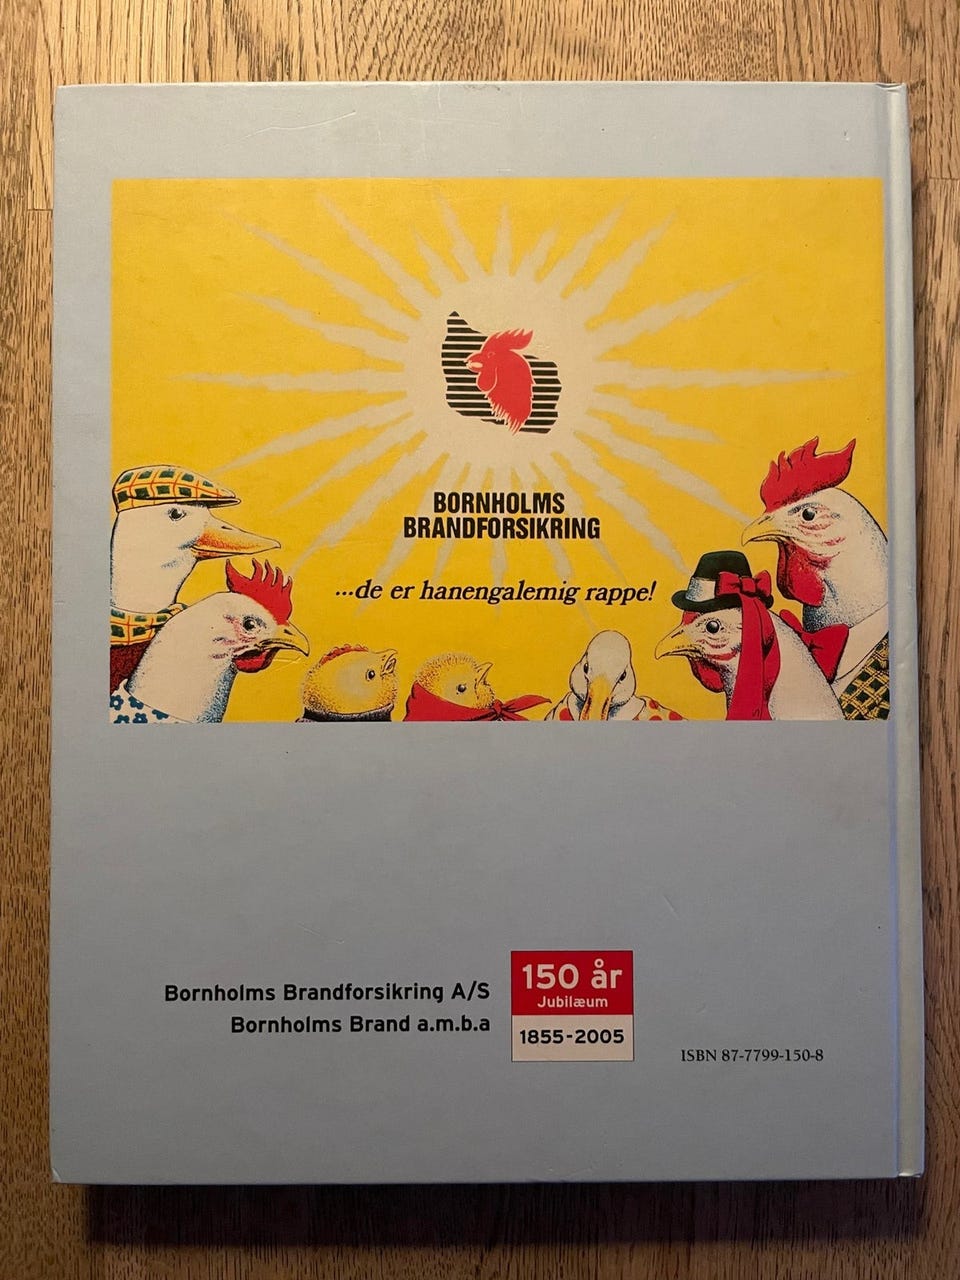 BORNHOLMS
BRANDFORSIKRING
...de er hanengalemig rappe!
Bornholms Brandforsikring A/S
Bornholms Brand a.m.b.a
150 år
Jubilæum
1855-2005
ISBN 87-7799-150-8